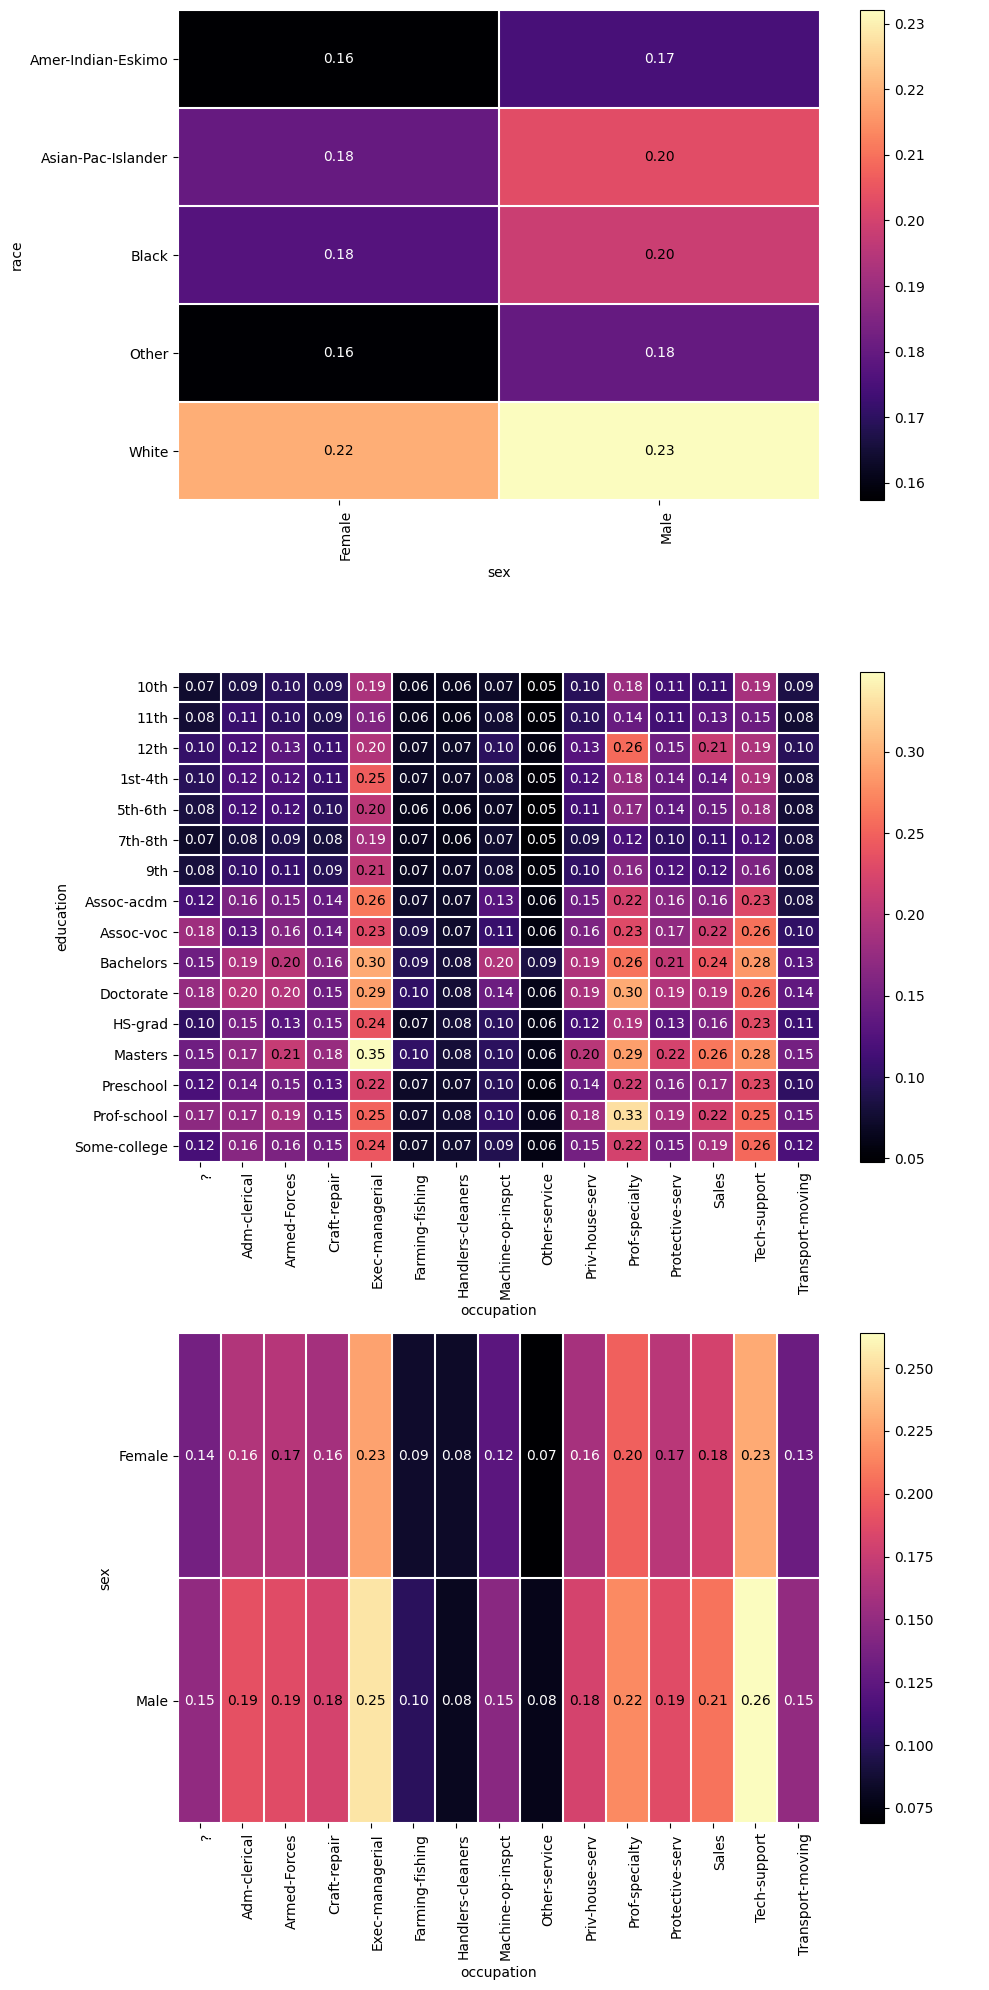 0.23
Amer-Indian-Eskimo 0.16 0.17
0.22
0.21
Asian-Pac-Islander 0.18 0.20
0.20
race
Black 0.18 0.20
0.19
0.18
Other 0.16 0.18
0.17
White 0.22 0.23
0.16
Female Male
sex
10th 0.07 0.09 0.10 0.09 0.19 0.06 0.06 0.07 0.05 0.10 0.18 0.11 0.11 0.19 0.09
11th 0.08 0.11 0.10 0.09 0.16 0.06 0.06 0.08 0.05 0.10 0.14 0.11 0.13 0.15 0.08
12th 0.10 0.12 0.13 0.11 0.20 0.07 0.07 0.10 0.06 0.13 0.26 0.15 0.21 0.19 0.10
0.30
1st-4th 0.10 0.12 0.12 0.11 0.25 0.07 0.07 0.08 0.05 0.12 0.18 0.14 0.14 0.19 0.08
5th-6th 0.08 0.12 0.12 0.10 0.20 0.06 0.06 0.07 0.05 0.11 0.17 0.14 0.15 0.18 0.08
0.25
7th-8th 0.07 0.08 0.09 0.08 0.19 0.07 0.06 0.07 0.05 0.09 0.12 0.10 0.11 0.12 0.08
9th 0.08 0.10 0.11 0.09 0.21 0.07 0.07 0.08 0.05 0.10 0.16 0.12 0.12 0.16 0.08
education
Assoc-acdm 0.12 0.16 0.15 0.14 0.26 0.07 0.07 0.13 0.06 0.15 0.22 0.16 0.16 0.23 0.08
0.20
Assoc-voc 0.18 0.13 0.16 0.14 0.23 0.09 0.07 0.11 0.06 0.16 0.23 0.17 0.22 0.26 0.10
Bachelors 0.15 0.19 0.20 0.16 0.30 0.09 0.08 0.20 0.09 0.19 0.26 0.21 0.24 0.28 0.13
Doctorate 0.18 0.20 0.20 0.15 0.29 0.10 0.08 0.14 0.06 0.19 0.30 0.19 0.19 0.26 0.14
0.15
HS-grad 0.10 0.15 0.13 0.15 0.24 0.07 0.08 0.10 0.06 0.12 0.19 0.13 0.16 0.23 0.11
Masters 0.15 0.17 0.21 0.18 0.35 0.10 0.08 0.10 0.06 0.20 0.29 0.22 0.26 0.28 0.15
0.10
Preschool 0.12 0.14 0.15 0.13 0.22 0.07 0.07 0.10 0.06 0.14 0.22 0.16 0.17 0.23 0.10
Prof-school 0.17 0.17 0.19 0.15 0.25 0.07 0.08 0.10 0.06 0.18 0.33 0.19 0.22 0.25 0.15
Some-college 0.12 0.16 0.16 0.15 0.24 0.07 0.07 0.09 0.06 0.15 0.22 0.15 0.19 0.26 0.12
0.05
? Adm-clerical Armed-Forces Craft-repair Exec-managerial Farming-fishing Handlers-cleaners Machine-op-inspct Other-service Priv-house-serv Prof-specialty Protective-serv Sales Tech-support Transport-moving
occupation
0.250
0.225
Female 0.14 0.16 0.17 0.16 0.23 0.09 0.08 0.12 0.07 0.16 0.20 0.17 0.18 0.23 0.13
0.200
0.175
sex
0.150
0.125
Male 0.15 0.19 0.19 0.18 0.25 0.10 0.08 0.15 0.08 0.18 0.22 0.19 0.21 0.26 0.15
0.100
0.075
? Adm-clerical Armed-Forces Craft-repair Exec-managerial Farming-fishing Handlers-cleaners Machine-op-inspct Other-service Priv-house-serv Prof-specialty Protective-serv Sales Tech-support Transport-moving
occupation